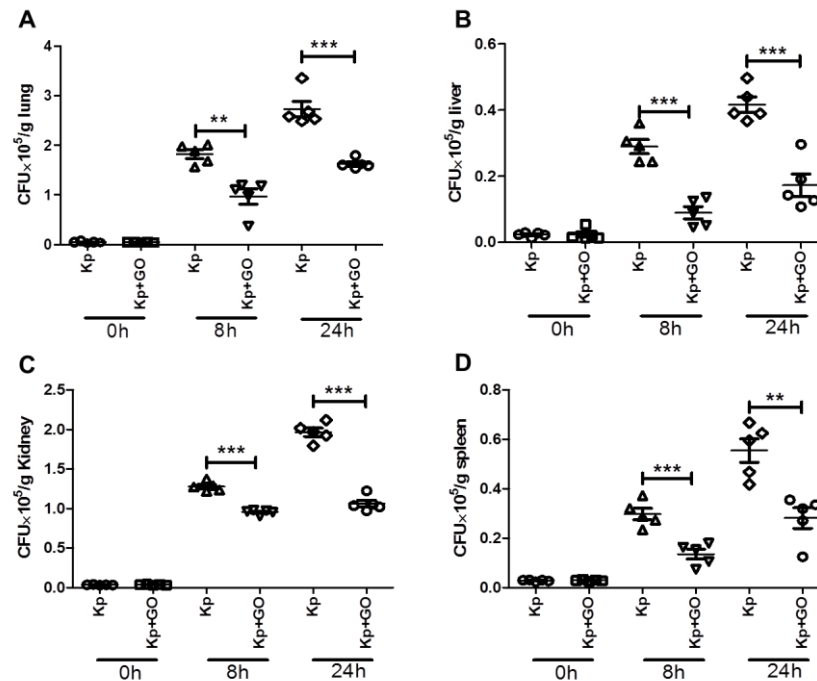 A
CFU×10⁵/g lung
4
3
2
1
0
**
***
Kp
Kp+GO
Kp
Kp+GO
Kp
Kp+GO
0h
8h
24h
B
CFU×10⁵/g liver
0.6
0.4
0.2
0.0
***
***
Kp
Kp+GO
Kp
Kp+GO
Kp
Kp+GO
0h
8h
24h
C
CFU×10⁵/g Kidney
2.5
2.0
1.5
1.0
0.5
0.0
***
***
Kp
Kp+GO
Kp
Kp+GO
Kp
Kp+GO
0h
8h
24h
D
CFU×10⁵/g spleen
0.8
0.6
0.4
0.2
0.0
***
**
Kp
Kp+GO
Kp
Kp+GO
Kp
Kp+GO
0h
8h
24h